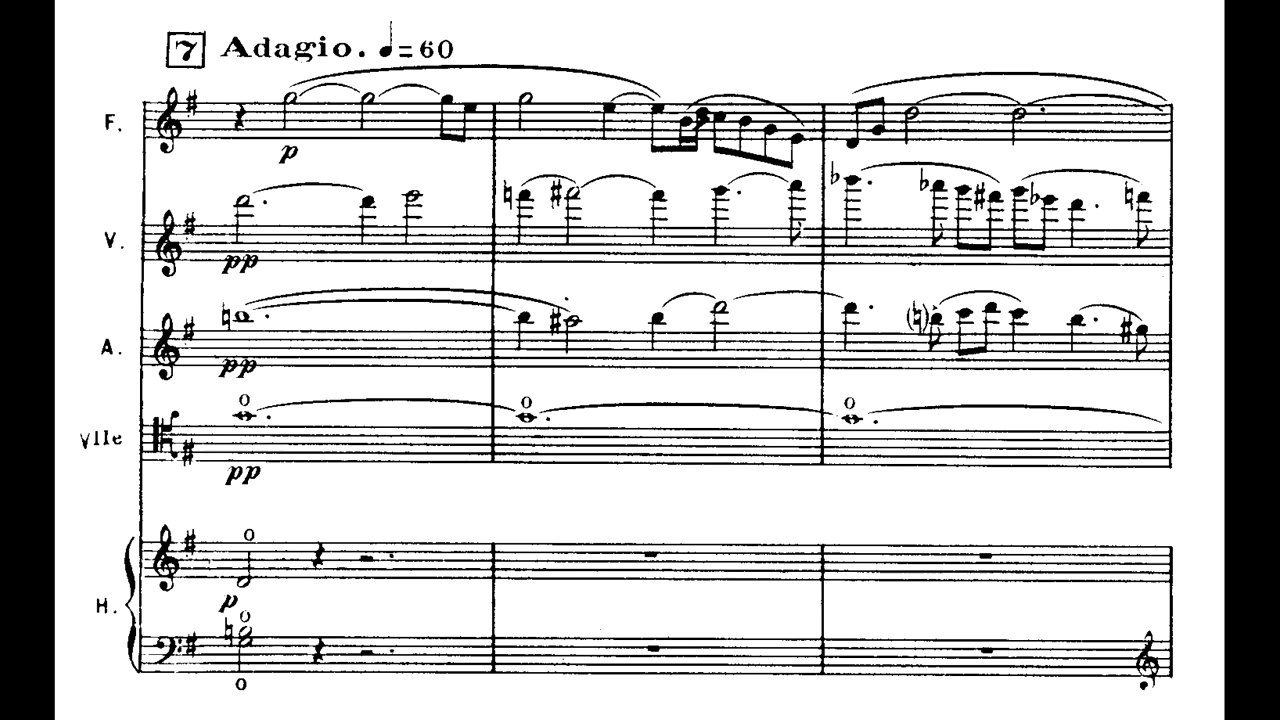 7 Adagio. ♩=60
F.
p
V.
pp
A.
pp
Vlle
pp
H.
p